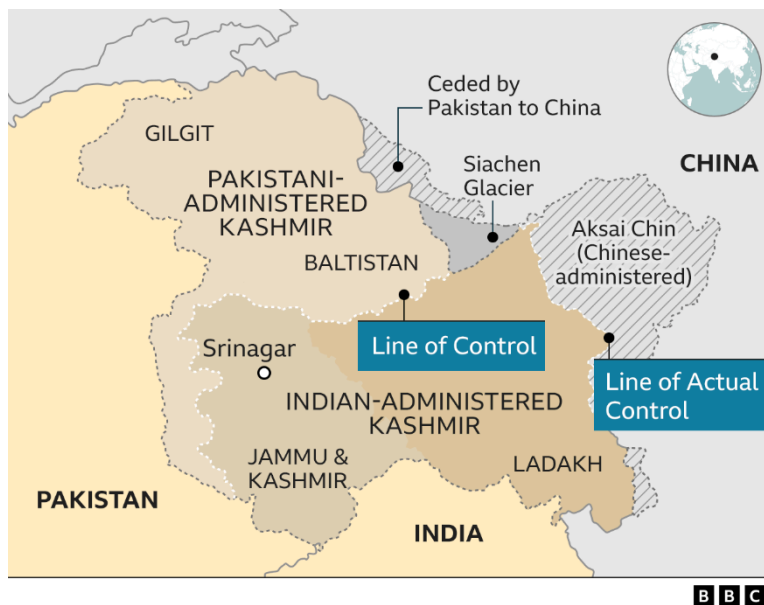 Ceded by
Pakistan to China
GILGIT
CHINA
Siachen
Glacier
PAKISTANI-
ADMINISTERED
KASHMIR
Aksai Chin
(Chinese-
administered)
BALTISTAN
Line of Control
Srinagar
Line of Actual
Control
INDIAN-ADMINISTERED
KASHMIR
JAMMU &
KASHMIR
LADAKH
PAKISTAN
INDIA
BBC